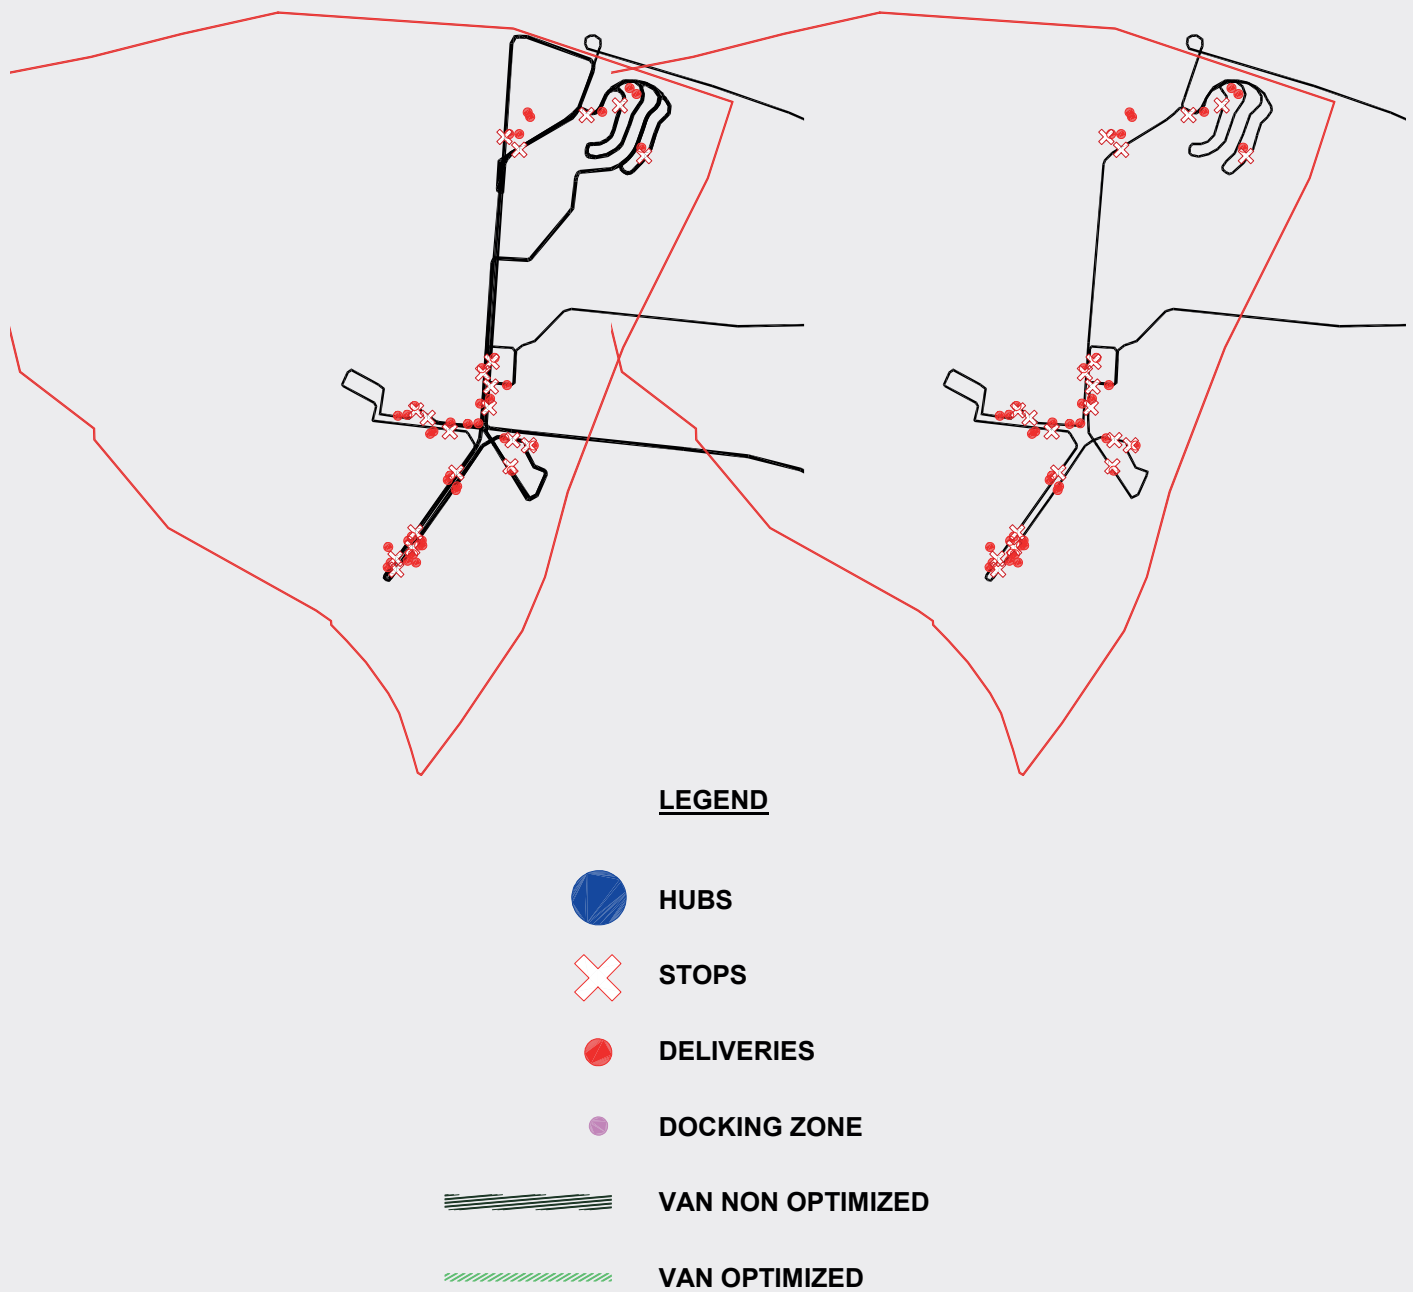 LEGEND
HUBS
STOPS
DELIVERIES
DOCKING ZONE
VAN NON OPTIMIZED
VAN OPTIMIZED